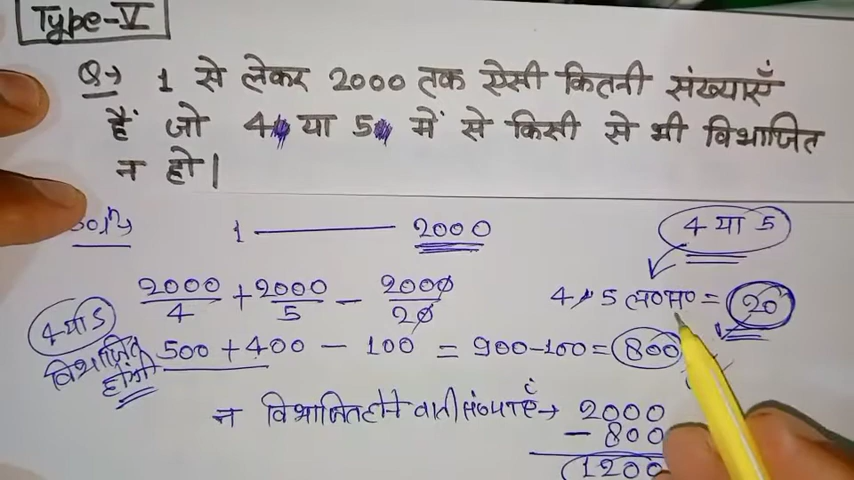 Type-V
Q→ 1 से लेकर 2000 तक ऐसी कितनी संख्याएँ
हैं जो 4 या 5 में से किसी से भी विभाजित
न हो।
Soln 1 ——— 2000 4 या 5
2000/4 + 2000/5 - 2000/20 4, 5 ल०स० = 20
4 या 5 विभाजित होंगी
500 + 400 - 100 = 900-100 = 800
न विभाजित होने वाली संख्याएँ → 2000
- 800
1200